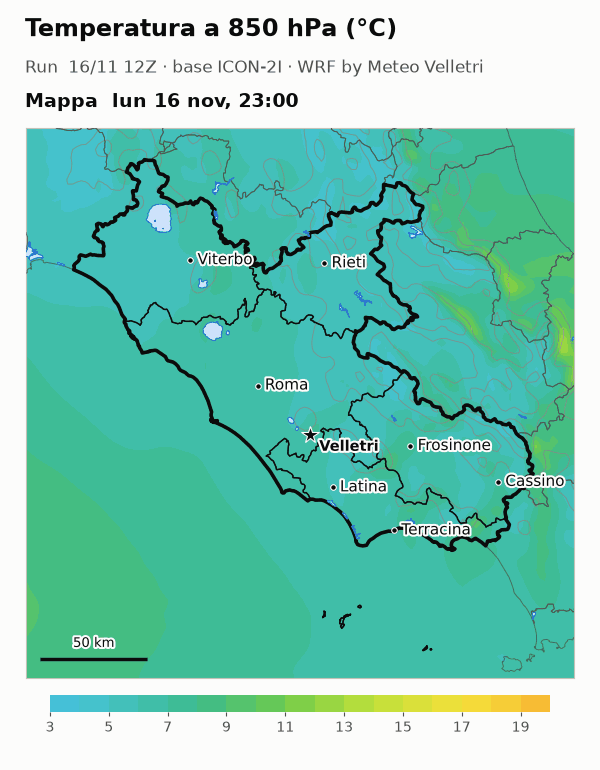 Temperatura a 850 hPa (°C)
Run  16/11 12Z · base ICON-2I · WRF by Meteo Velletri
Mappa  lun 16 nov, 23:00
Viterbo
Rieti
Roma
Velletri
Frosinone
Cassino
Latina
Terracina
50 km
3 5 7 9 11 13 15 17 19